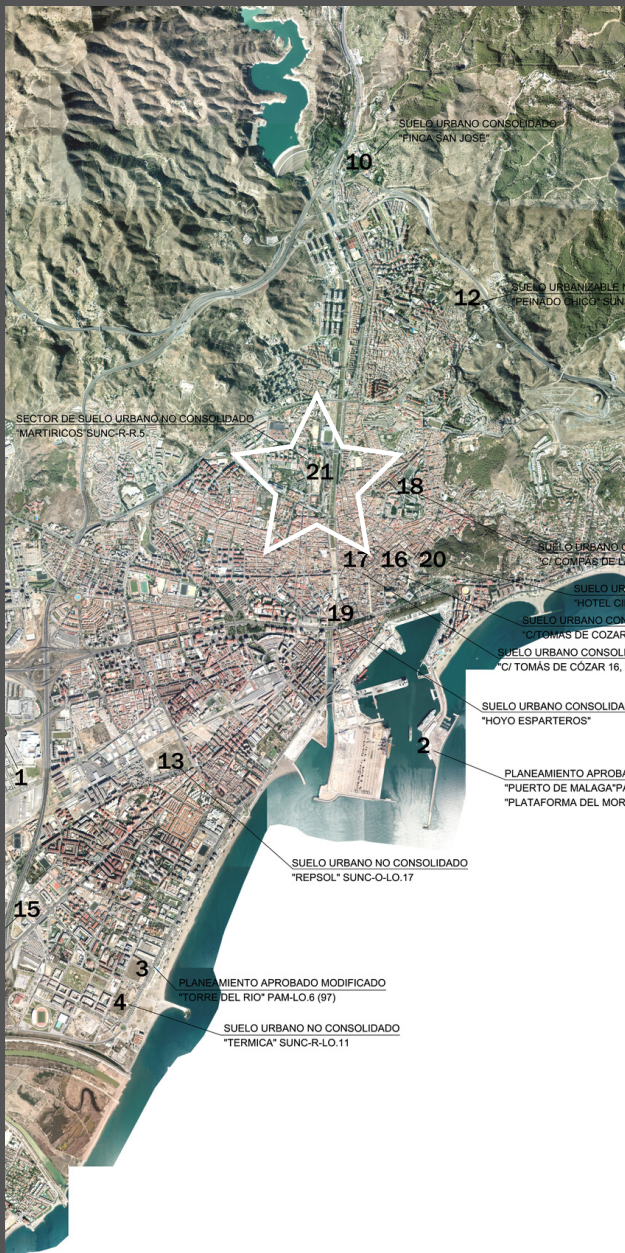 SUELO URBANO CONSOLIDADO
"FINCA SAN JOSÉ"
10
12
SUELO URBANIZABLE
"PEINADO CHICO" SUN
SECTOR DE SUELO URBANO NO CONSOLIDADO
"MARTIRICOS"SUNC-R-R.5
21
18
SUELO URBANO
"C/ COMPÁS DE
17
16
20
SUELO
"HOTEL
19
SUELO URBANO CON
"C/TOMAS DE COZAR
SUELO URBANO CONSOLI
"C/ TOMÁS DE CÓZAR 16,
SUELO URBANO CONSOLIDA
"HOYO ESPARTEROS"
2
PLANEAMIENTO APROBA
"PUERTO DE MALAGA"PA
"PLATAFORMA DEL MOR
1
13
SUELO URBANO NO CONSOLIDADO
"REPSOL" SUNC-O-LO.17
15
3
PLANEAMIENTO APROBADO MODIFICADO
"TORRE DEL RIO" PAM-LO.6 (97)
4
SUELO URBANO NO CONSOLIDADO
"TERMICA" SUNC-R-LO.11